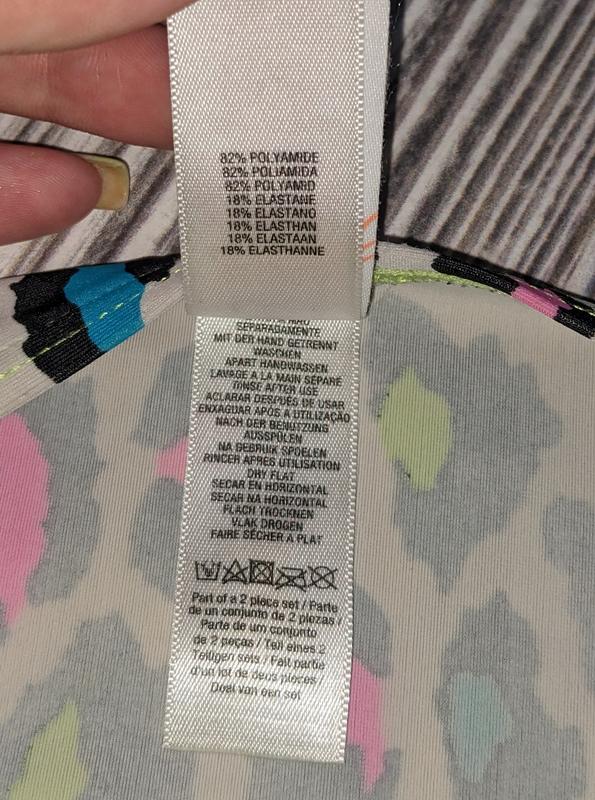 82% POLYAMIDE
82% POLIAMIDA
82% POLYAMID
18% ELASTANE
18% ELASTANO
18% ELASTHAN
18% ELASTAAN
18% ELASTHANNE
SEPARADAMENTE
MIT DER HAND GETRENNT
WASCHEN
APART HANDWASSEN
LAVAGE A LA MAIN SÉPARÉ
RINSE AFTER USE
ACLARAR DESPUÉS DE USAR
ENXAGUAR APÓS A UTILIZAÇÃO
NACH DER BENUTZUNG
AUSSPÜLEN
NA GEBRUIK SPOELEN
RINCER APRES UTILISATION
DRY FLAT
SECAR EN HORIZONTAL
SECAR NA HORIZONTAL
FLACH TROCKNEN
VLAK DROGEN
FAIRE SÉCHER À PLAT
Part of a 2 piece set / Parte
de un conjunto de 2 piezas /
Parte de um conjunto
de 2 peças / Teil eines 2
Teiligen sets / Fait partie
d'un lot de deux pieces /
Deel van een set